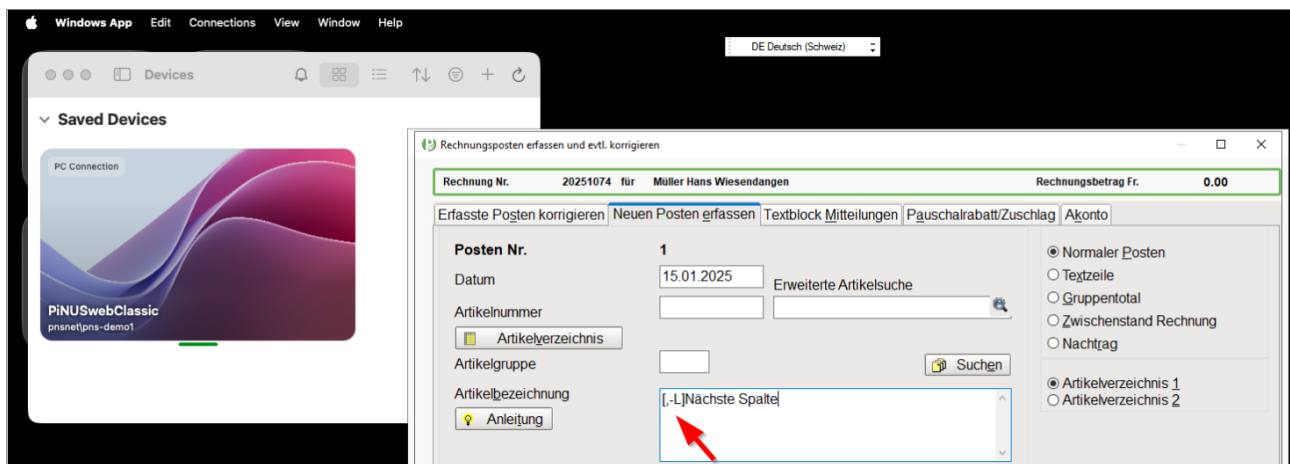 Windows App Edit Connections View Window Help
DE Deutsch (Schweiz)
Devices
Saved Devices
PC Connection
PiNUSwebClassic
pnsnet\pns-demo1
Rechnungsposten erfassen und evtl. korrigieren
Rechnung Nr. 20251074 für Müller Hans Wiesendangen Rechnungsbetrag Fr. 0.00
Erfasste Posten korrigieren Neuen Posten erfassen Textblock Mitteilungen Pauschalrabatt/Zuschlag Akonto
Posten Nr. 1
Datum 15.01.2025 Erweiterte Artikelsuche
Artikelnummer
Artikelverzeichnis
Artikelgruppe Suchen
Artikelbezeichnung [,-L]Nächste Spalte
Anleitung
Normaler Posten
Textzeile
Gruppentotal
Zwischenstand Rechnung
Nachtrag
Artikelverzeichnis 1
Artikelverzeichnis 2